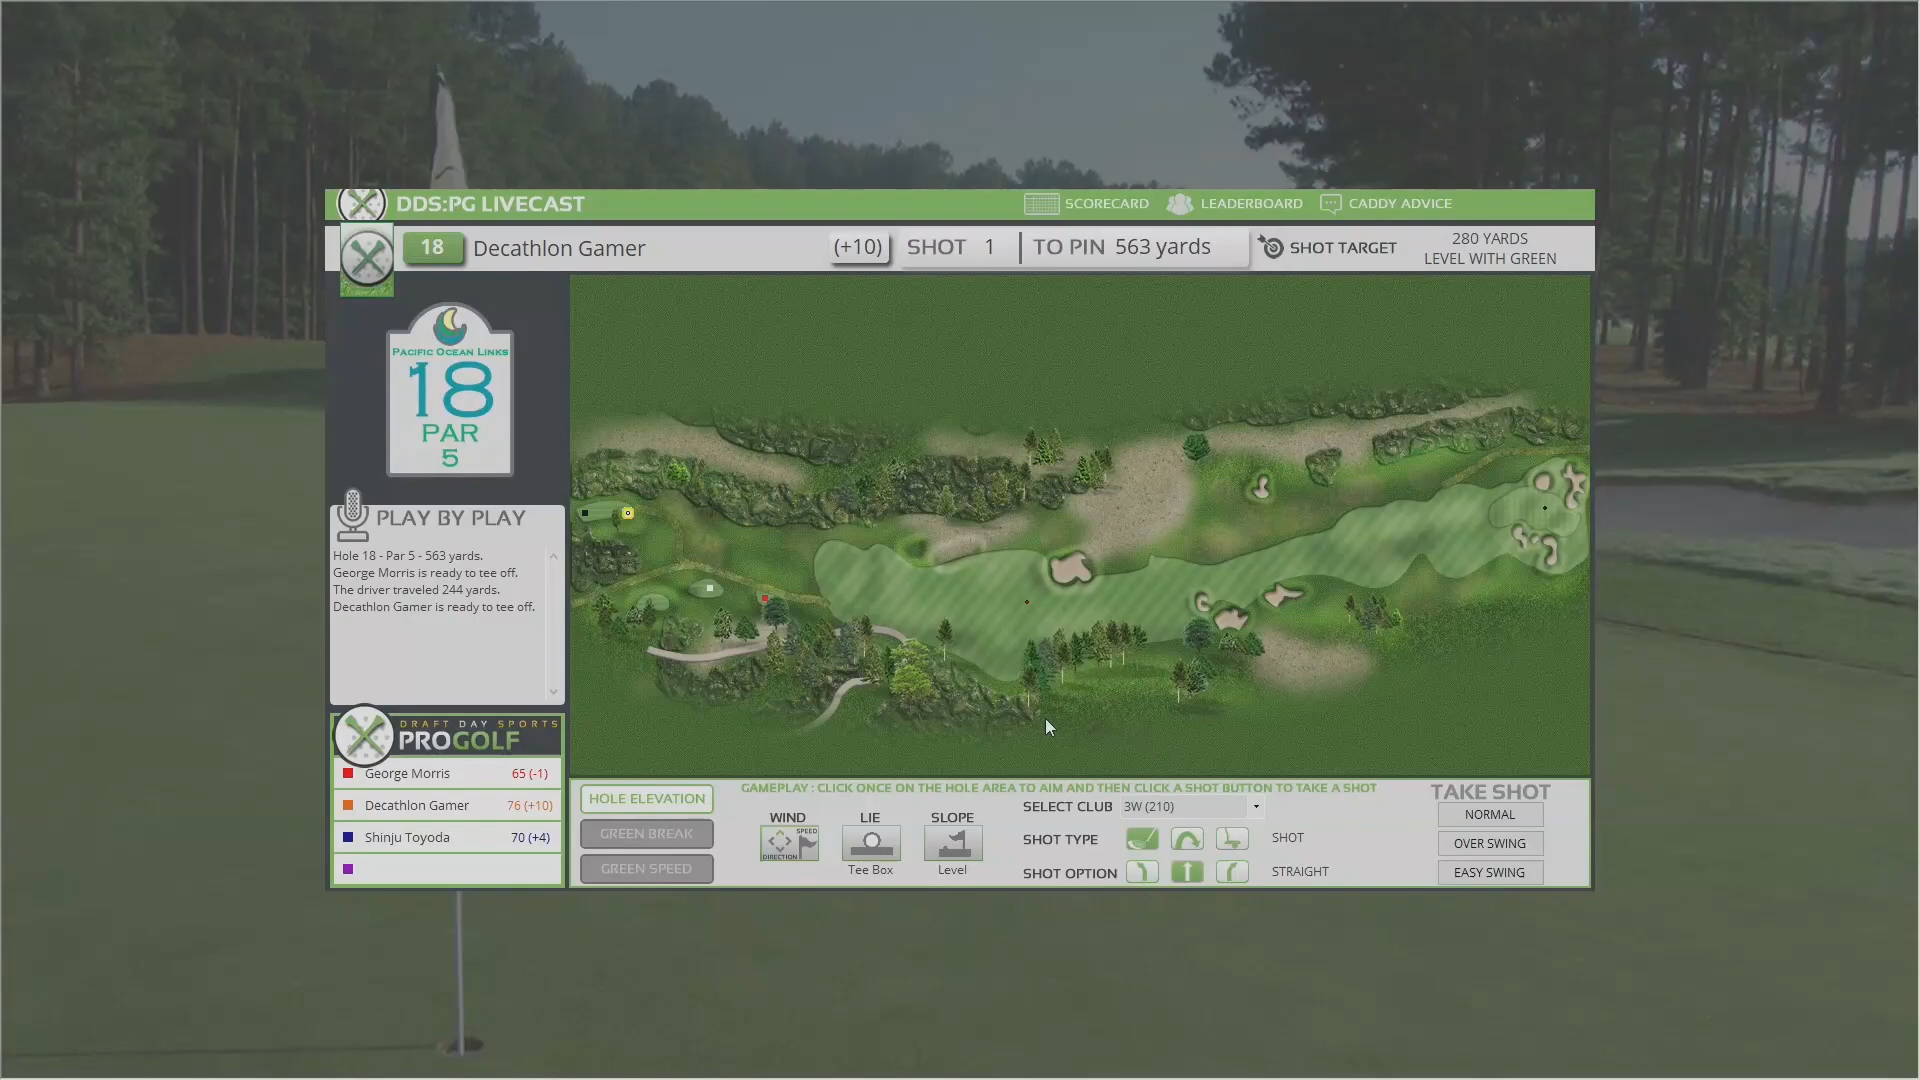 DDS:PG LIVECAST
SCORECARD
LEADERBOARD
CADDY ADVICE
18
Decathlon Gamer
(+10)
SHOT 1
TO PIN 563 yards
SHOT TARGET
280 YARDS
LEVEL WITH GREEN
PACIFIC OCEAN LINKS
18
PAR
5
PLAY BY PLAY
Hole 18 - Par 5 - 563 yards.
George Morris is ready to tee off.
The driver traveled 244 yards.
Decathlon Gamer is ready to tee off.
DRAFT DAY SPORTS
PROGOLF
George Morris 65 (-1)
Decathlon Gamer 76 (+10)
Shinju Toyoda 70 (+4)
HOLE ELEVATION
GREEN BREAK
GREEN SPEED
GAMEPLAY : CLICK ONCE ON THE HOLE AREA TO AIM AND THEN CLICK A SHOT BUTTON TO TAKE A SHOT
WIND
SPEED
DIRECTION
LIE
Tee Box
SLOPE
Level
SELECT CLUB 3W (210)
SHOT TYPE SHOT
SHOT OPTION STRAIGHT
TAKE SHOT
NORMAL
OVER SWING
EASY SWING